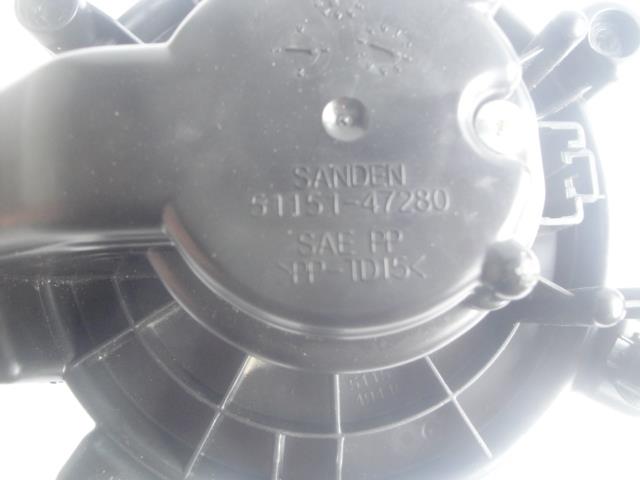 SANDEN
51151-47280
SAE PP
>PP-TD15<